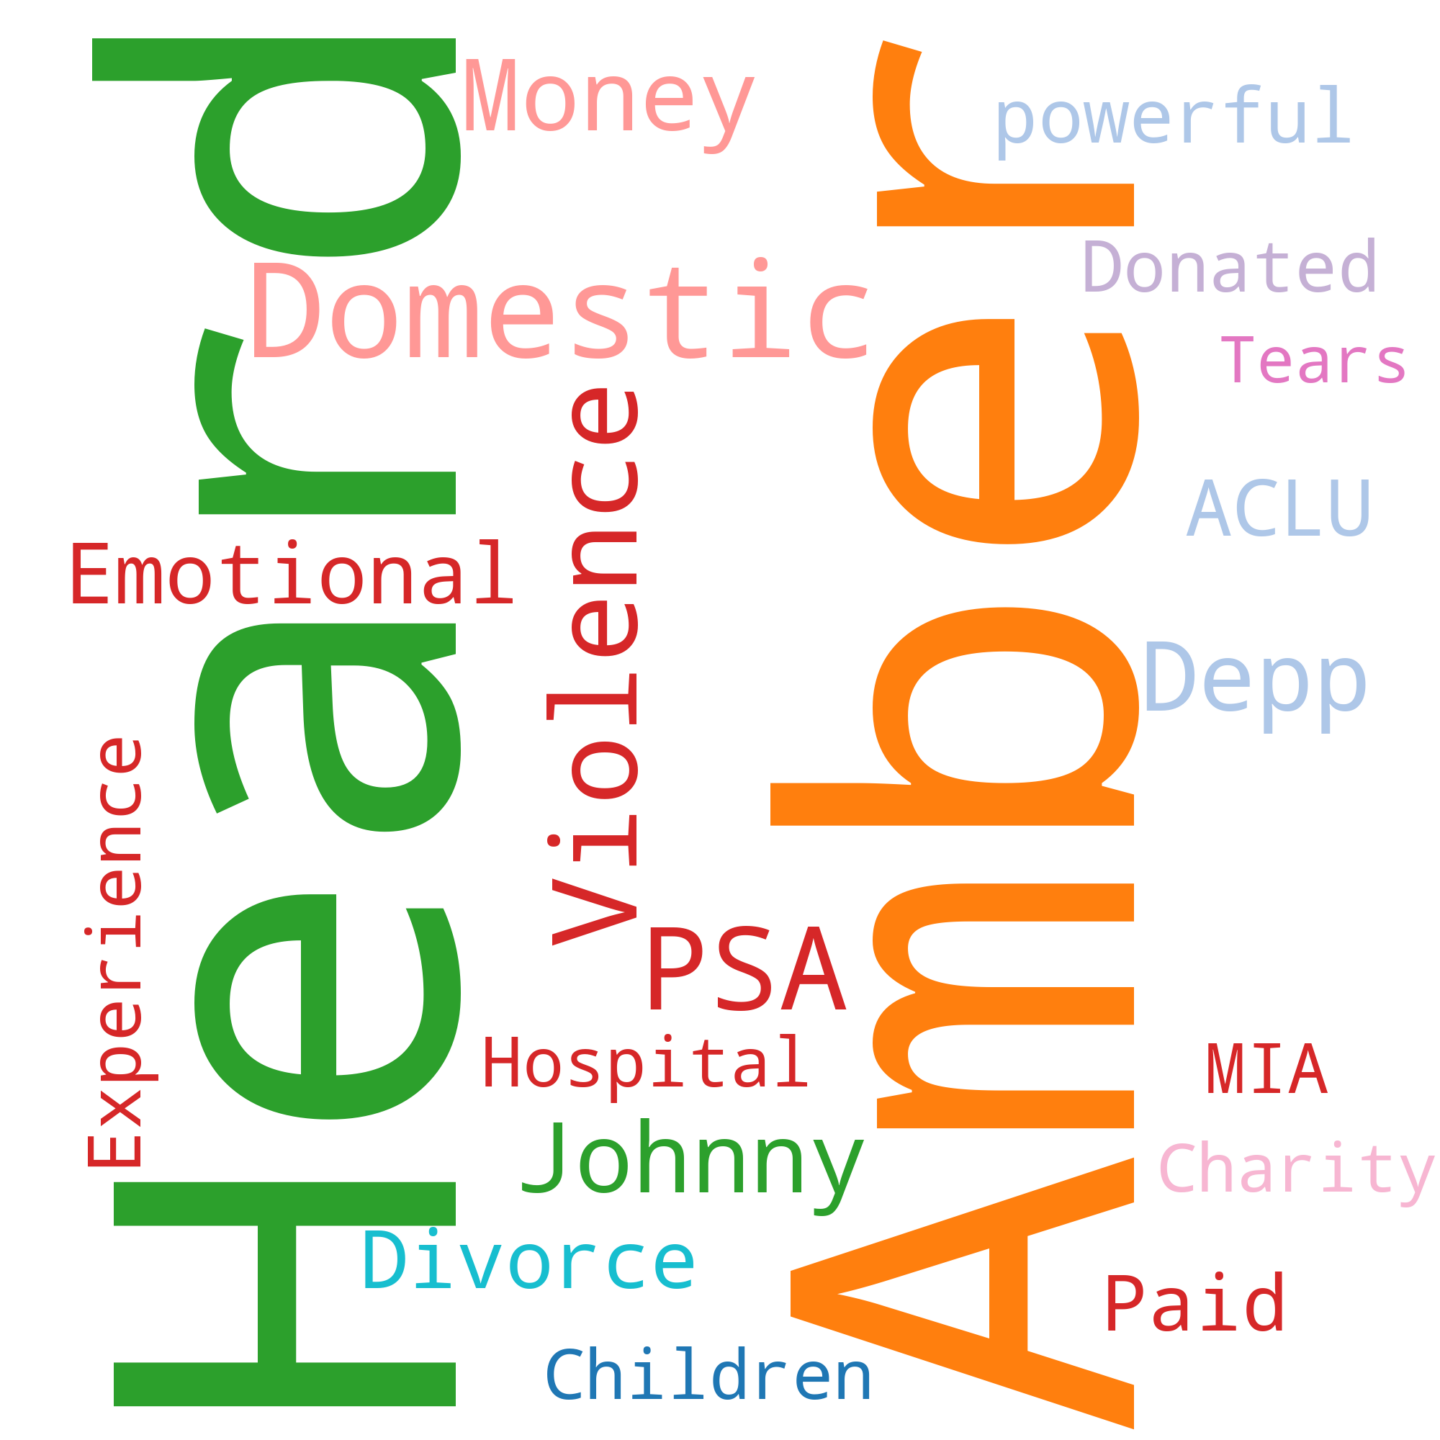 Heard
Money
Amber
powerful
Domestic
Donated
Tears
Violence
ACLU
Emotional
Depp
Experience
PSA
Hospital
MIA
Johnny
Charity
Divorce
Paid
Children